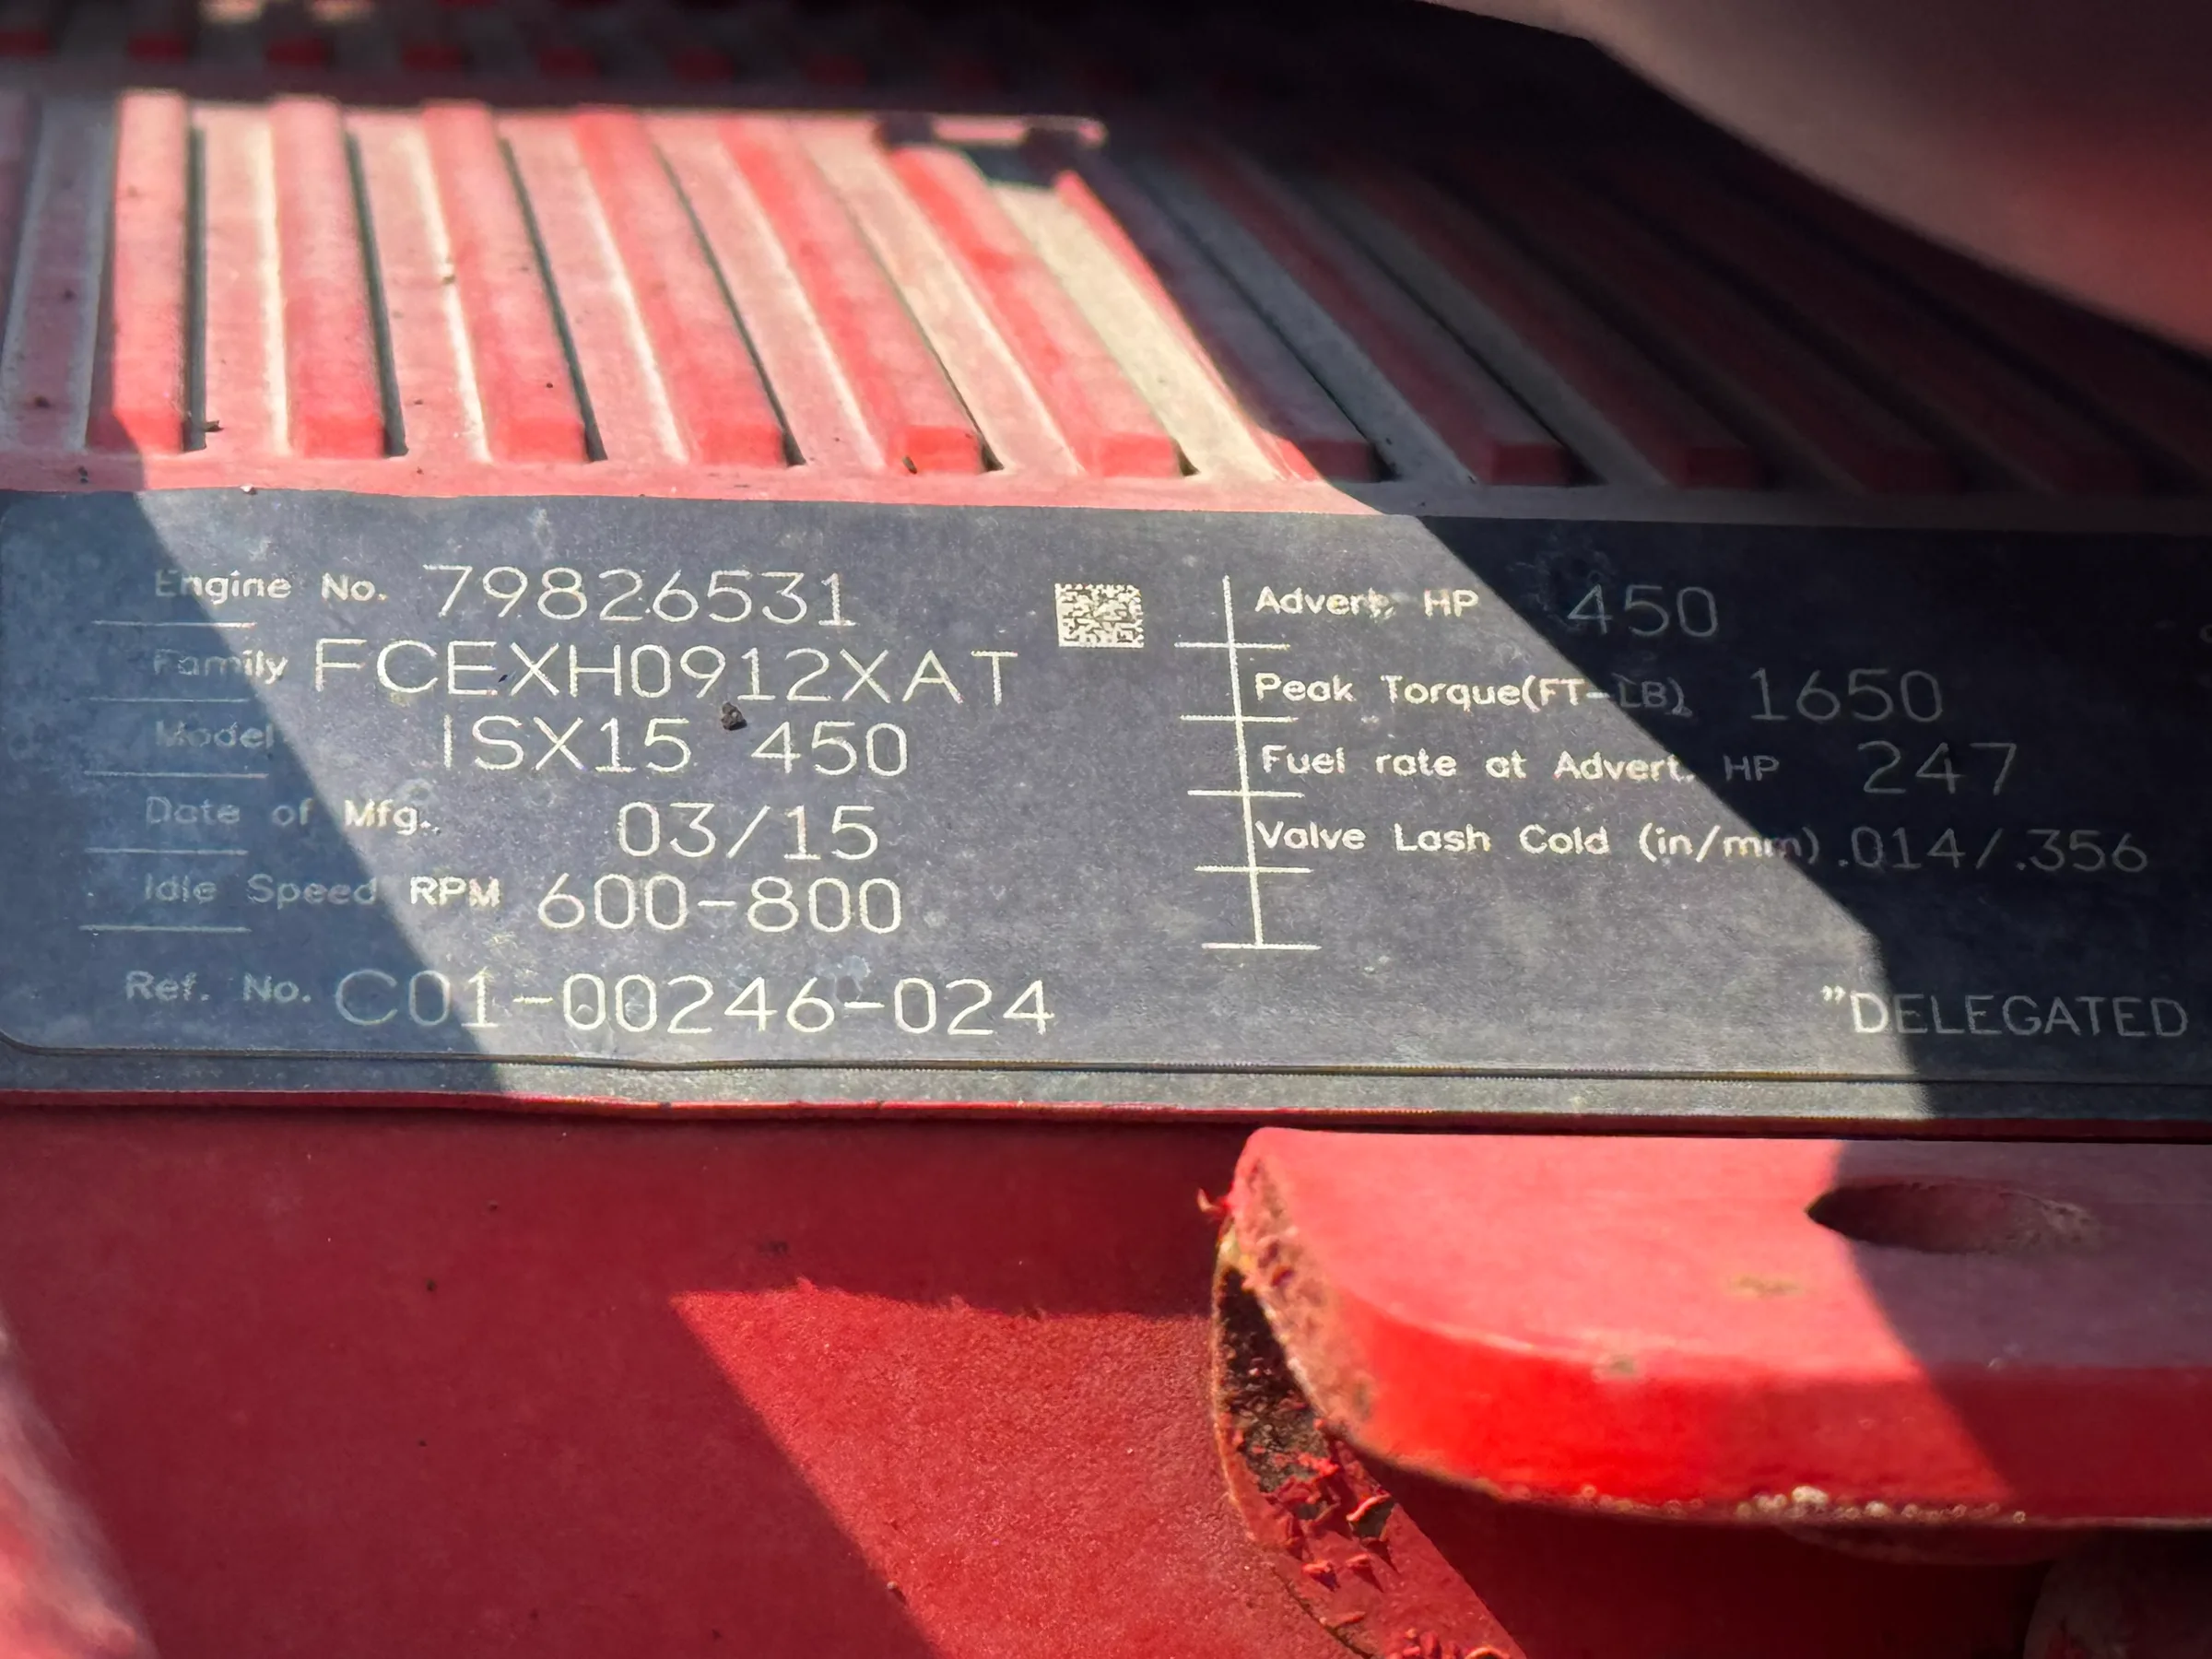 Engine No. 79826531
Family FCEXH0912XAT
Model ISX15 450
Date of Mfg. 03/15
Idle Speed RPM 600-800
Ref. No. C01-00246-024
Advert. HP 450
Peak Torque(FT-LB) 1650
Fuel rate at Advert. HP 247
Valve Lash Cold (in/mm) .014/.356
"DELEGATED